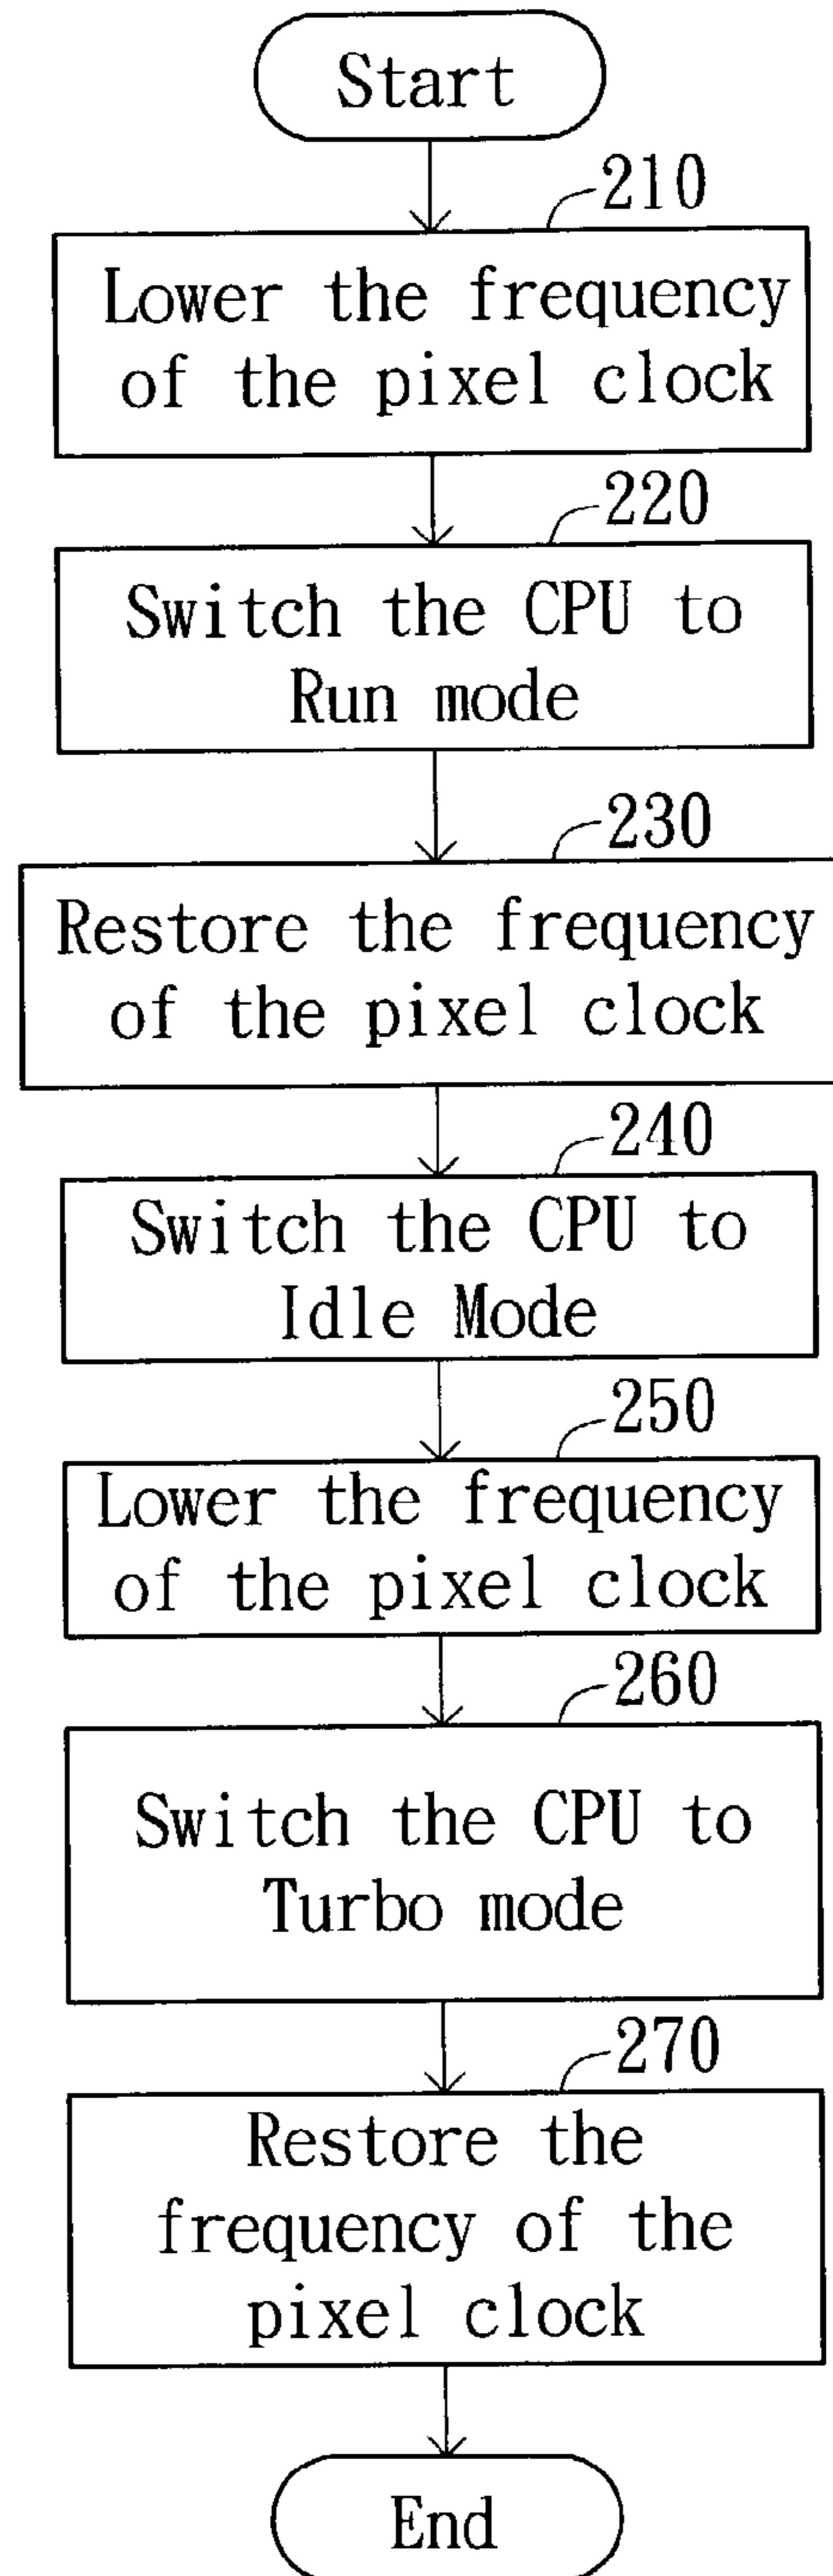 Start
210
Lower the frequency
of the pixel clock
220
Switch the CPU to
Run mode
230
Restore the frequency
of the pixel clock
240
Switch the CPU to
Idle Mode
250
Lower the frequency
of the pixel clock
260
Switch the CPU to
Turbo mode
270
Restore the
frequency of the
pixel clock
End